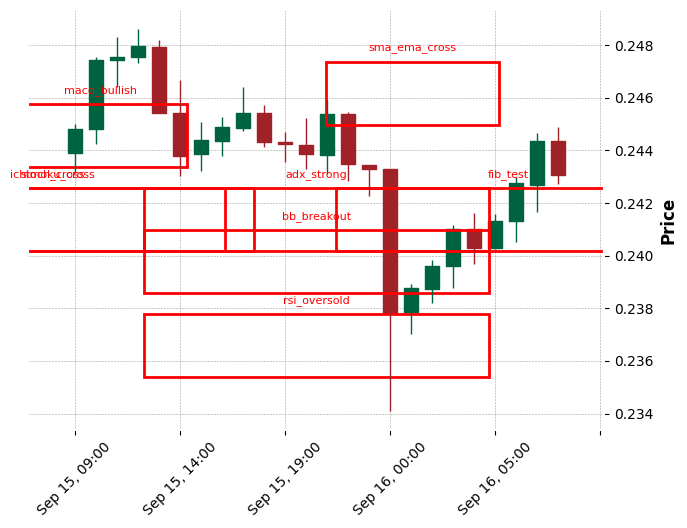 0.248
sma_ema_cross
0.246
macd_bullish
0.244
adx_strong
fib_test
0.242
bb_breakout
0.240
rsi_oversold
0.238
0.236
0.234
Price
Sep 15, 09:00
Sep 15, 14:00
Sep 15, 19:00
Sep 16, 00:00
Sep 16, 05:00